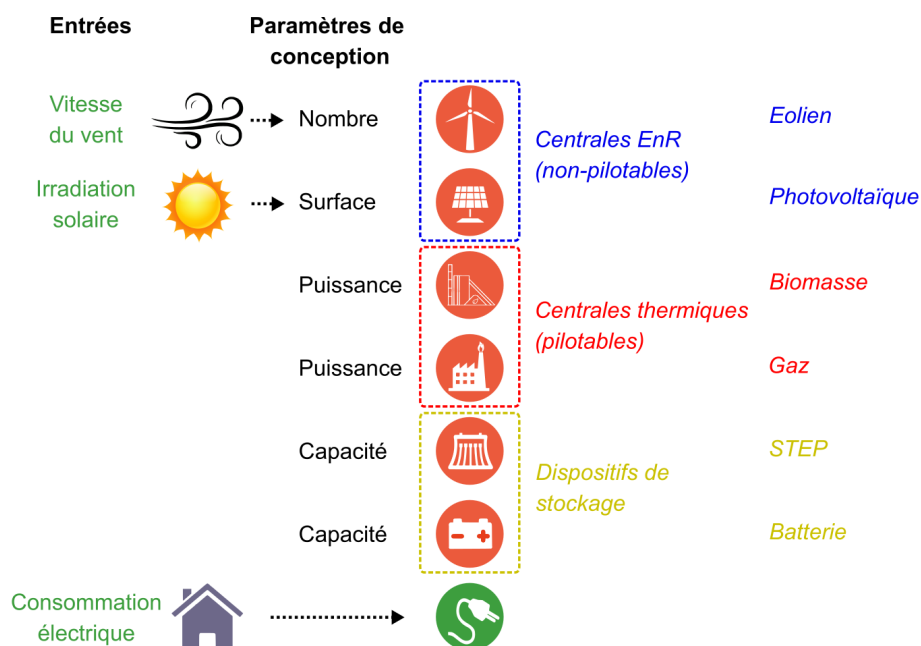 Entrées
Paramètres de
conception
Vitesse
du vent
Nombre
Centrales EnR
(non-pilotables)
Eolien
Irradiation
solaire
Surface
Photovoltaïque
Puissance
Centrales thermiques
(pilotables)
Biomasse
Puissance
Gaz
Capacité
Dispositifs de
stockage
STEP
Capacité
Batterie
Consommation
électrique